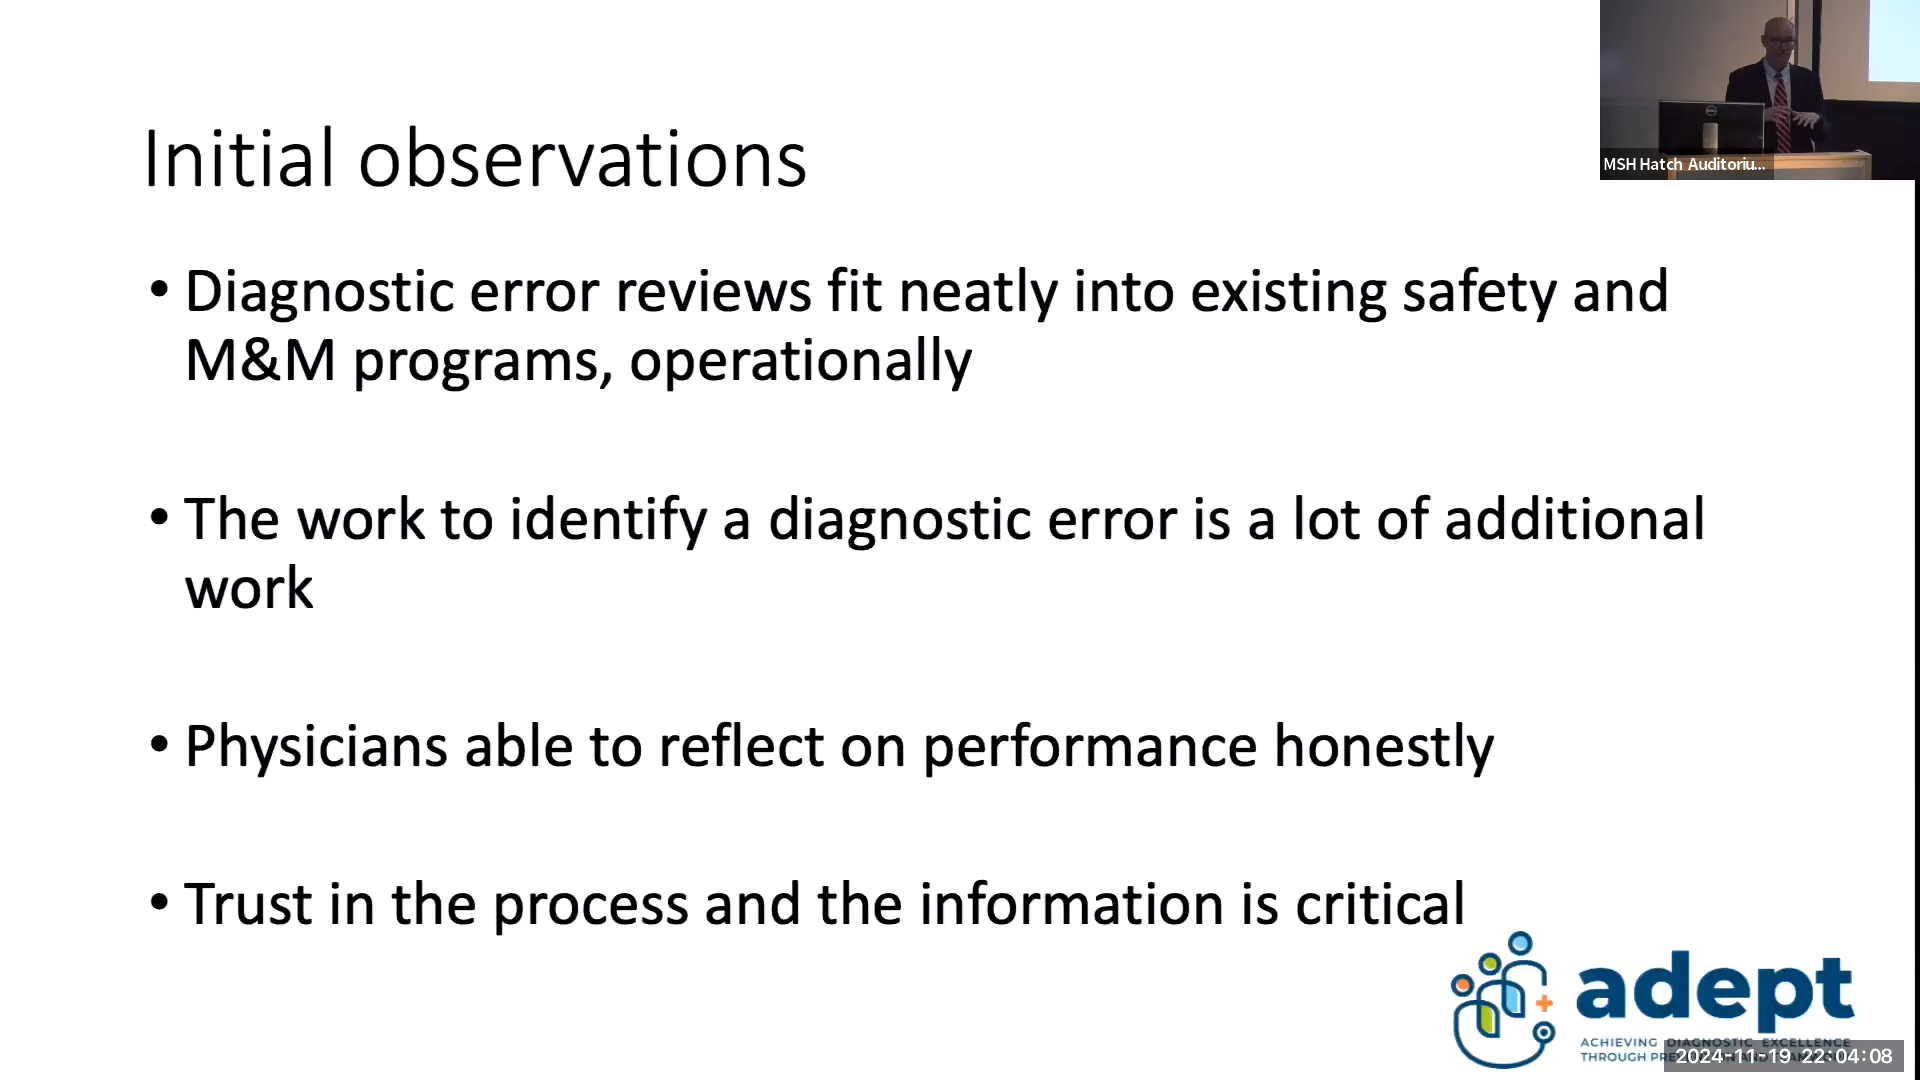 MSH Hatch Auditoriu...
Initial observations
• Diagnostic error reviews fit neatly into existing safety and
M&M programs, operationally
• The work to identify a diagnostic error is a lot of additional
work
• Physicians able to reflect on performance honestly
• Trust in the process and the information is critical
adept
ACHIEVING DIAGNOSTIC EXCELLENCE
THROUGH
2024-11-19 22:04:08